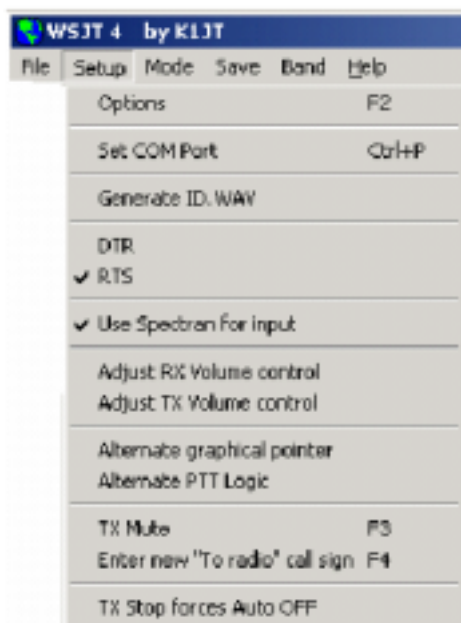 WSJT 4 by K1JT
File Setup Mode Save Band Help
Options F2
Set COM Port Ctrl+P
Generate ID.WAV
DTR
RTS
Use Spectran for input
Adjust RX Volume control
Adjust TX Volume control
Alternate graphical pointer
Alternate PTT Logic
TX Mute F3
Enter new "To radio" call sign F4
TX Stop forces Auto OFF